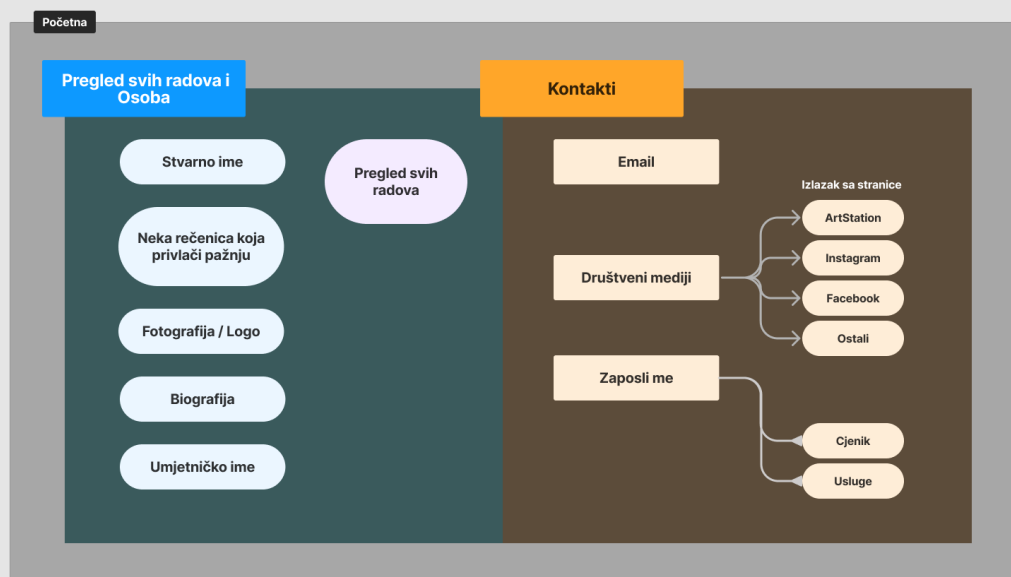 Početna
Pregled svih radova i
Osoba
Stvarno ime
Neka rečenica koja
privlači pažnju
Fotografija / Logo
Biografija
Umjetničko ime
Pregled svih
radova
Kontakti
Email
Društveni mediji
Izlazak sa stranice
ArtStation
Instagram
Facebook
Ostali
Zaposli me
Cjenik
Usluge